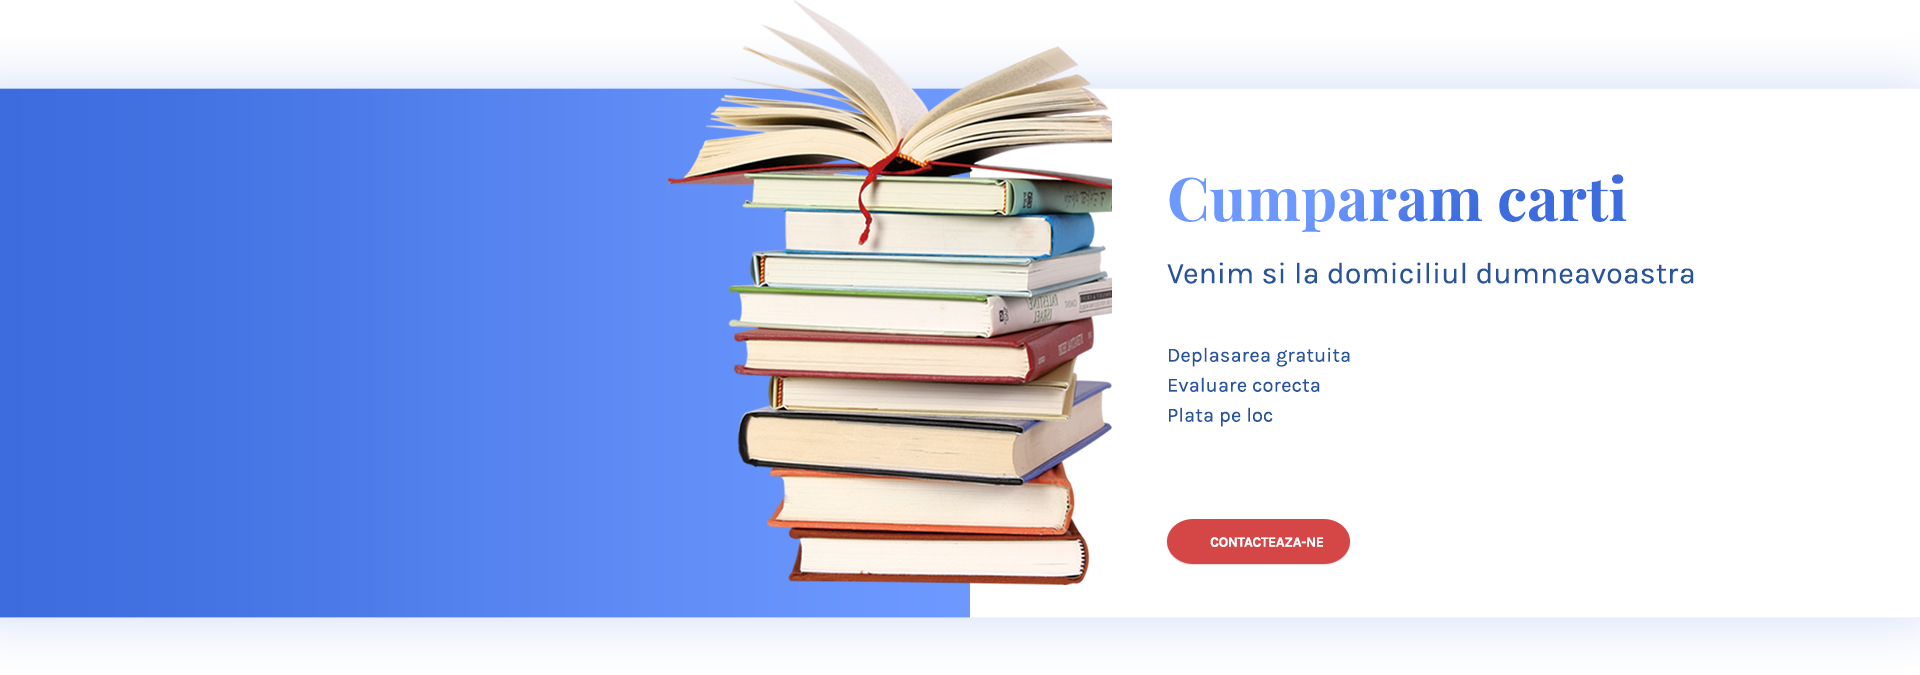 Cumparam carti
Venim si la domiciliul dumneavoastra
Deplasarea gratuita
Evaluare corecta
Plata pe loc
CONTACTEAZA-NE